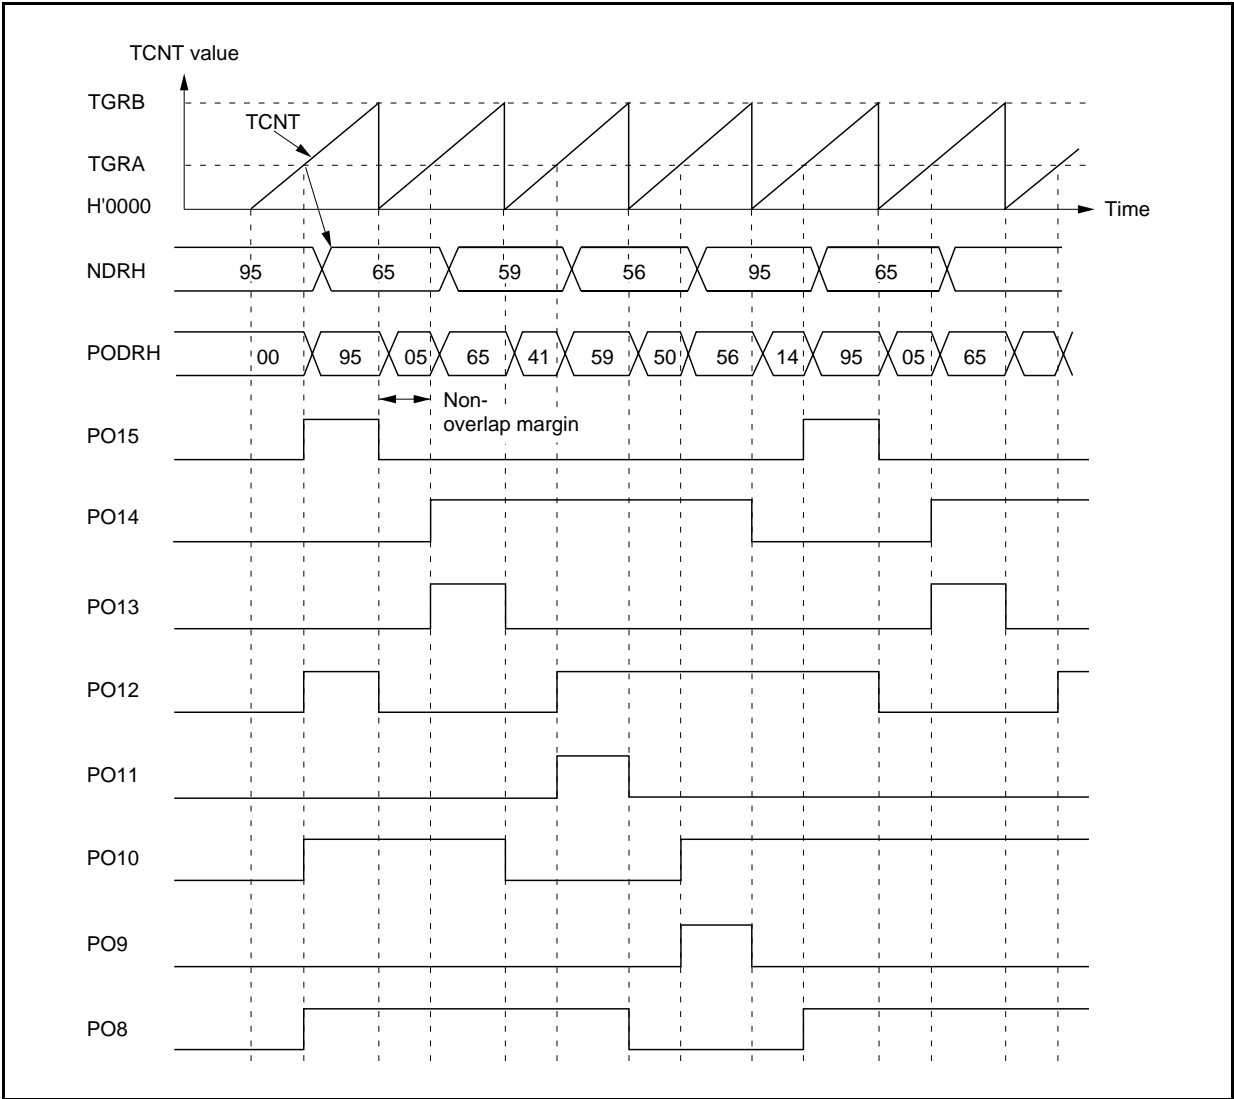 TCNT value
TGRB
TCNT
TGRA
H'0000
Time
NDRH 95 65 59 56 95 65
PODRH 00 95 05 65 41 59 50 56 14 95 05 65
Non-
overlap margin
PO15
PO14
PO13
PO12
PO11
PO10
PO9
PO8